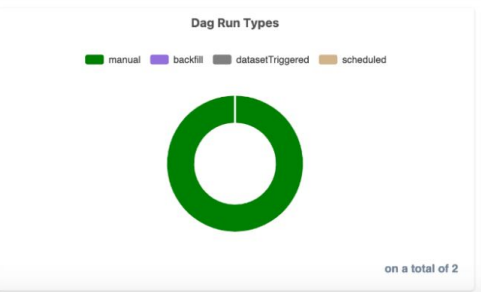 Dag Run Types
manual backfill datasetTriggered scheduled
on a total of 2